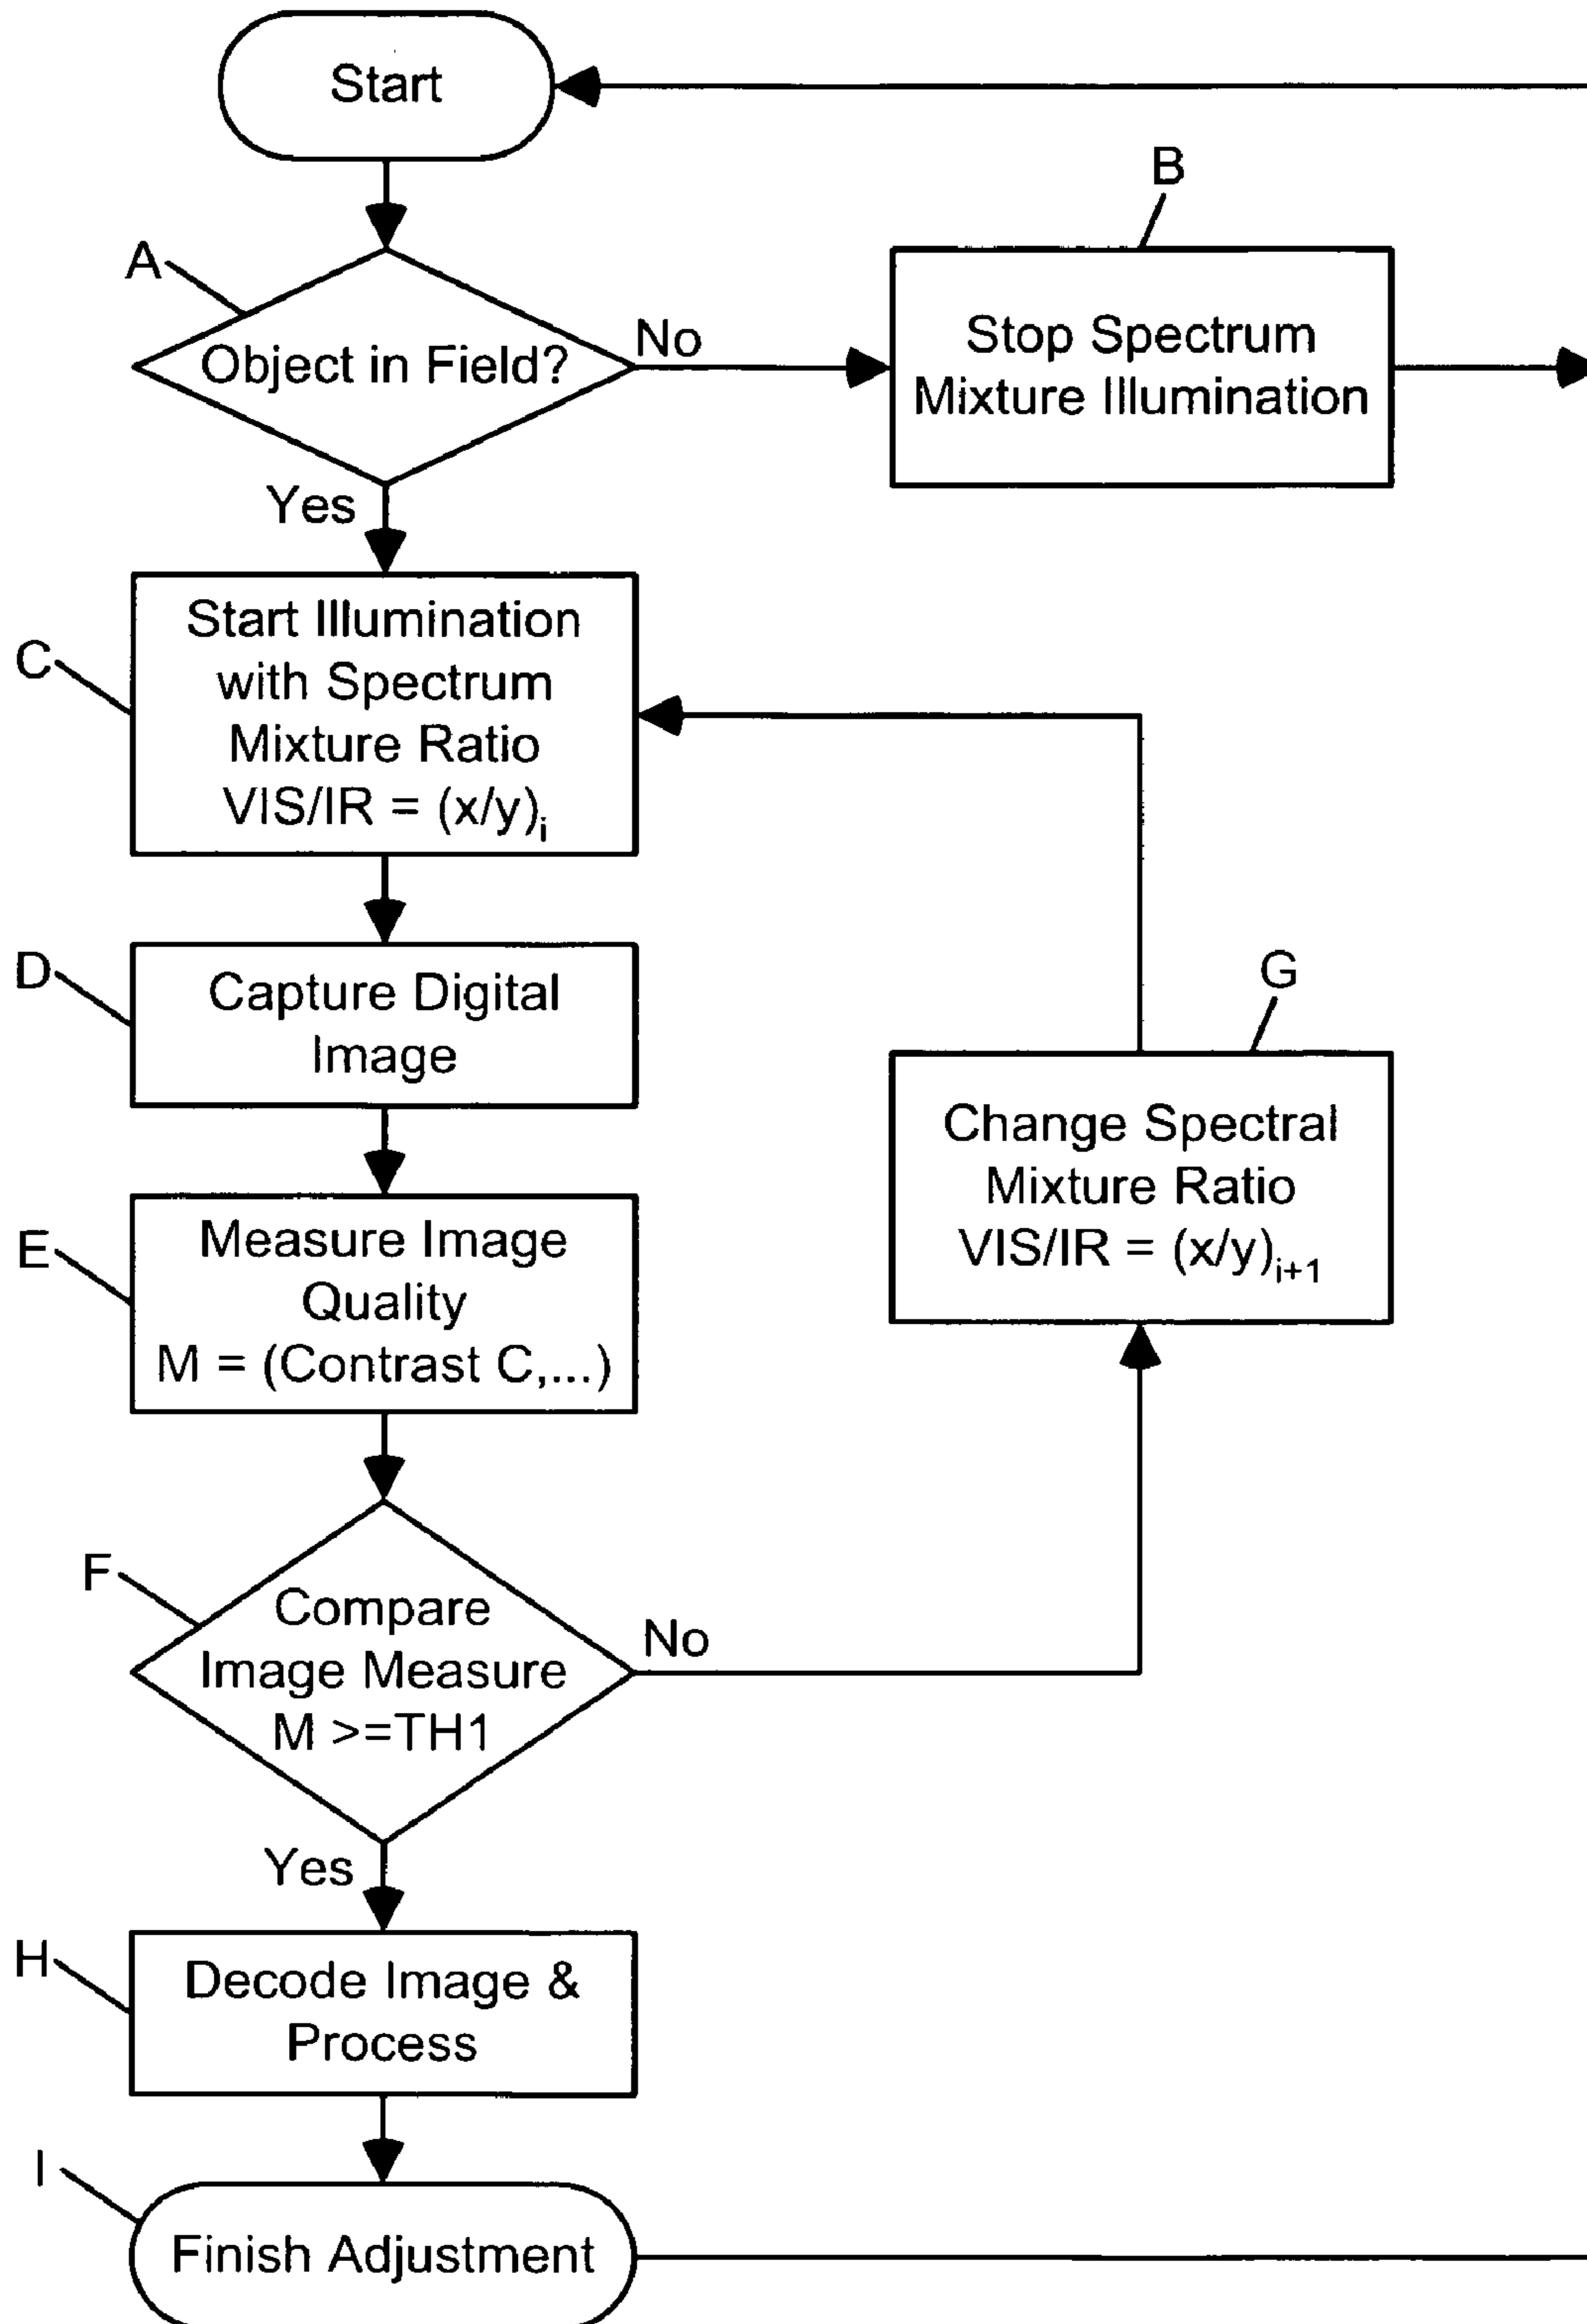 Start
B
A
Object in Field?
No
Stop Spectrum
Mixture Illumination
Yes
C
Start Illumination
with Spectrum
Mixture Ratio
VIS/IR = (x/y)i
D
Capture Digital
Image
G
Change Spectral
Mixture Ratio
VIS/IR = (x/y)i+1
E
Measure Image
Quality
M = (Contrast C,...)
F
Compare
Image Measure
M >=TH1
No
Yes
H
Decode Image &
Process
I
Finish Adjustment